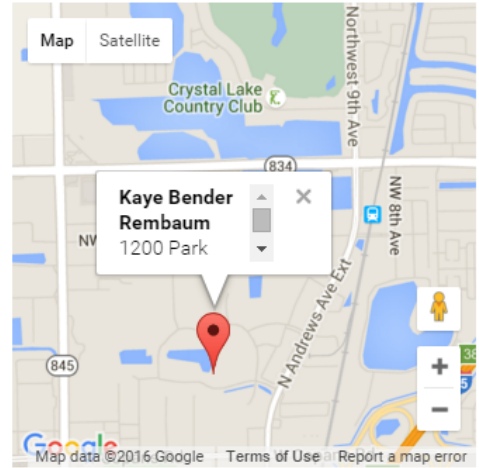 Map Satellite
Northwest 9th Ave
Crystal Lake
Country Club
834
Kaye Bender
Rembaum
1200 Park
NW 8th Ave
N Andrews Ave Ext
845
Google
Map data ©2016 Google Terms of Use Report a map error